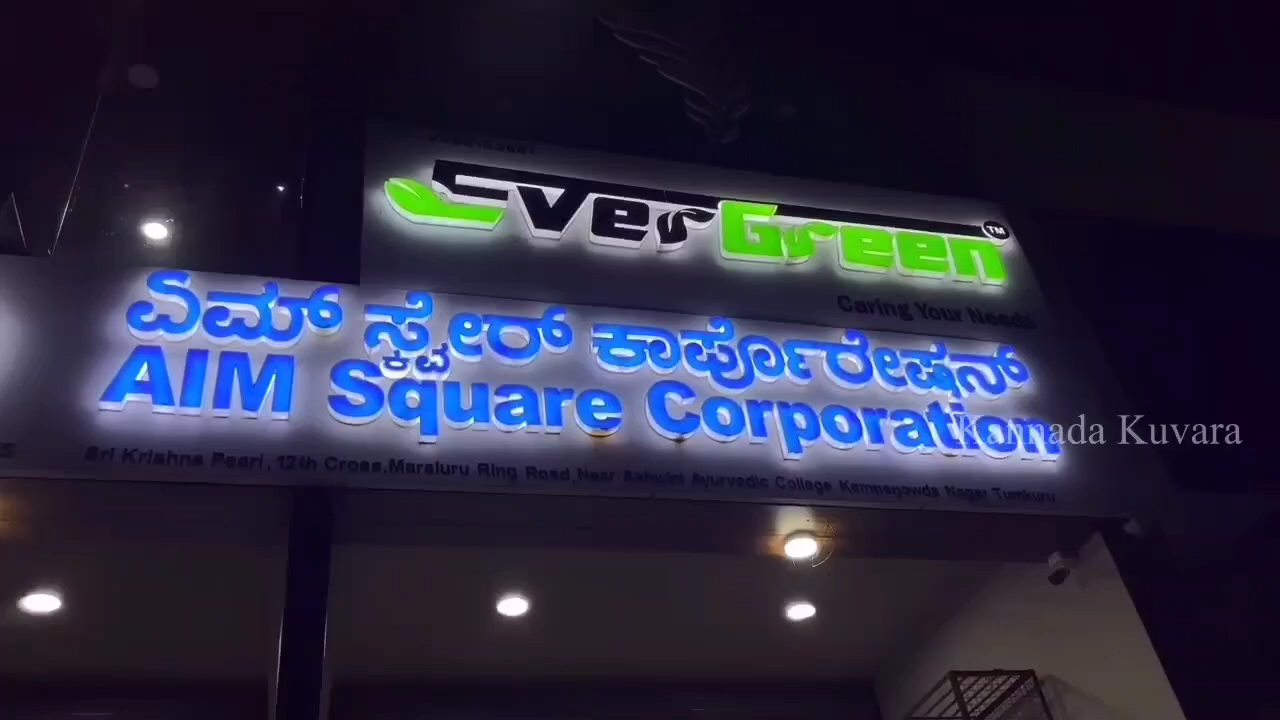 EverGreen TM
Caring Your Needs
ಏಮ್ ಸ್ಕ್ವೇರ್ ಕಾರ್ಪೊರೇಷನ್
AIM Square Corporation
Kannada Kuvara
Sri Krishna Pearl, 12th Cross, Maraluru Ring Road, Near Ashwini Ayurvedic College Kempegowda Nagar Tumkuru